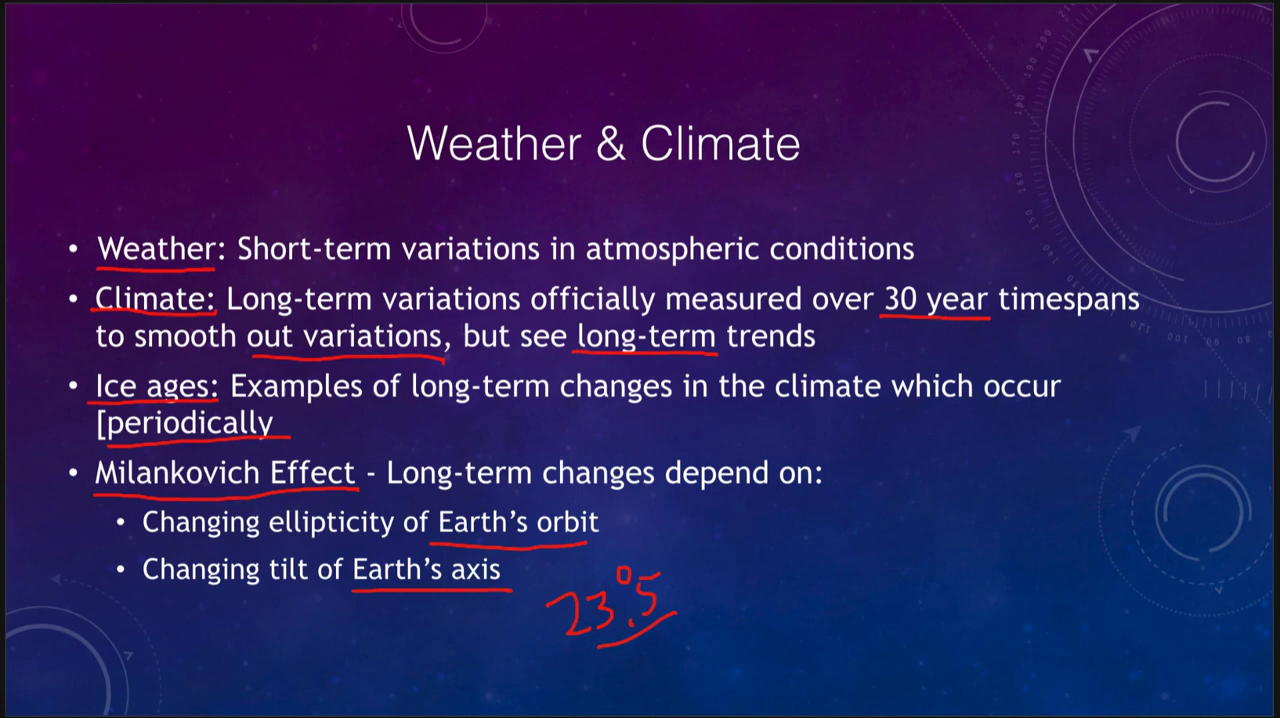 Weather & Climate
• Weather: Short-term variations in atmospheric conditions
• Climate: Long-term variations officially measured over 30 year timespans
to smooth out variations, but see long-term trends
• Ice ages: Examples of long-term changes in the climate which occur
[periodically
• Milankovich Effect - Long-term changes depend on:
• Changing ellipticity of Earth's orbit
• Changing tilt of Earth's axis
23.°5